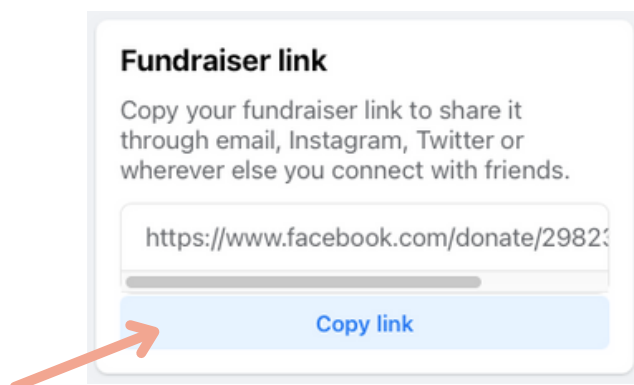 Fundraiser link
Copy your fundraiser link to share it
through email, Instagram, Twitter or
wherever else you connect with friends.
https://www.facebook.com/donate/2982
Copy link